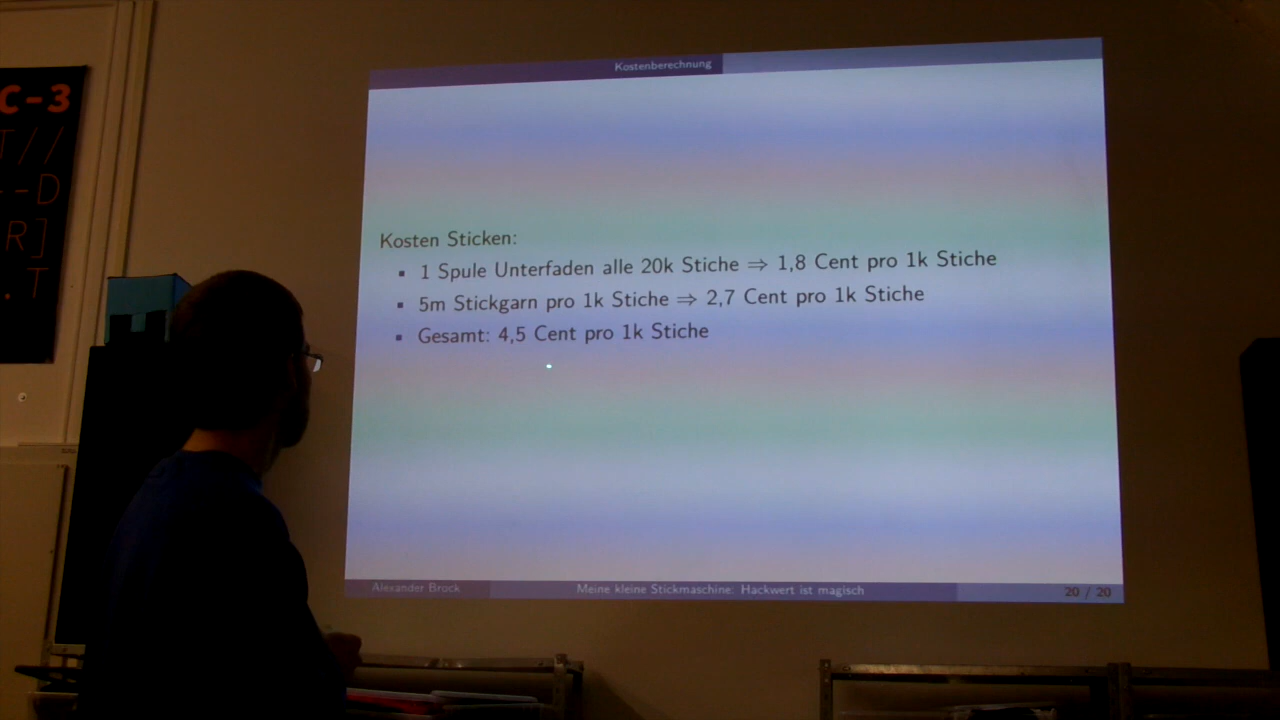 C-3
T//
--D
R]
.T
Kostenberechnung
Kosten Sticken:
1 Spule Unterfaden alle 20k Stiche ⇒ 1,8 Cent pro 1k Stiche
5m Stickgarn pro 1k Stiche ⇒ 2,7 Cent pro 1k Stiche
Gesamt: 4,5 Cent pro 1k Stiche
Alexander Brock
Meine kleine Stickmaschine: Hackwert ist magisch
20 / 20